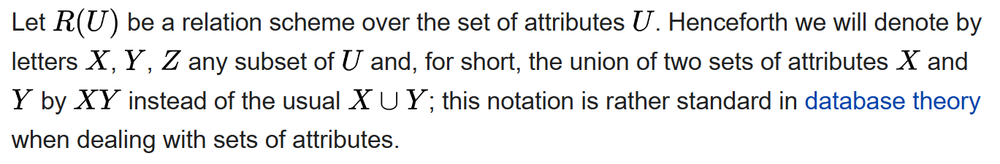 Let R(U) be a relation scheme over the set of attributes U. Henceforth we will denote by
letters X, Y, Z any subset of U and, for short, the union of two sets of attributes X and
Y by XY instead of the usual X ∪ Y; this notation is rather standard in database theory
when dealing with sets of attributes.